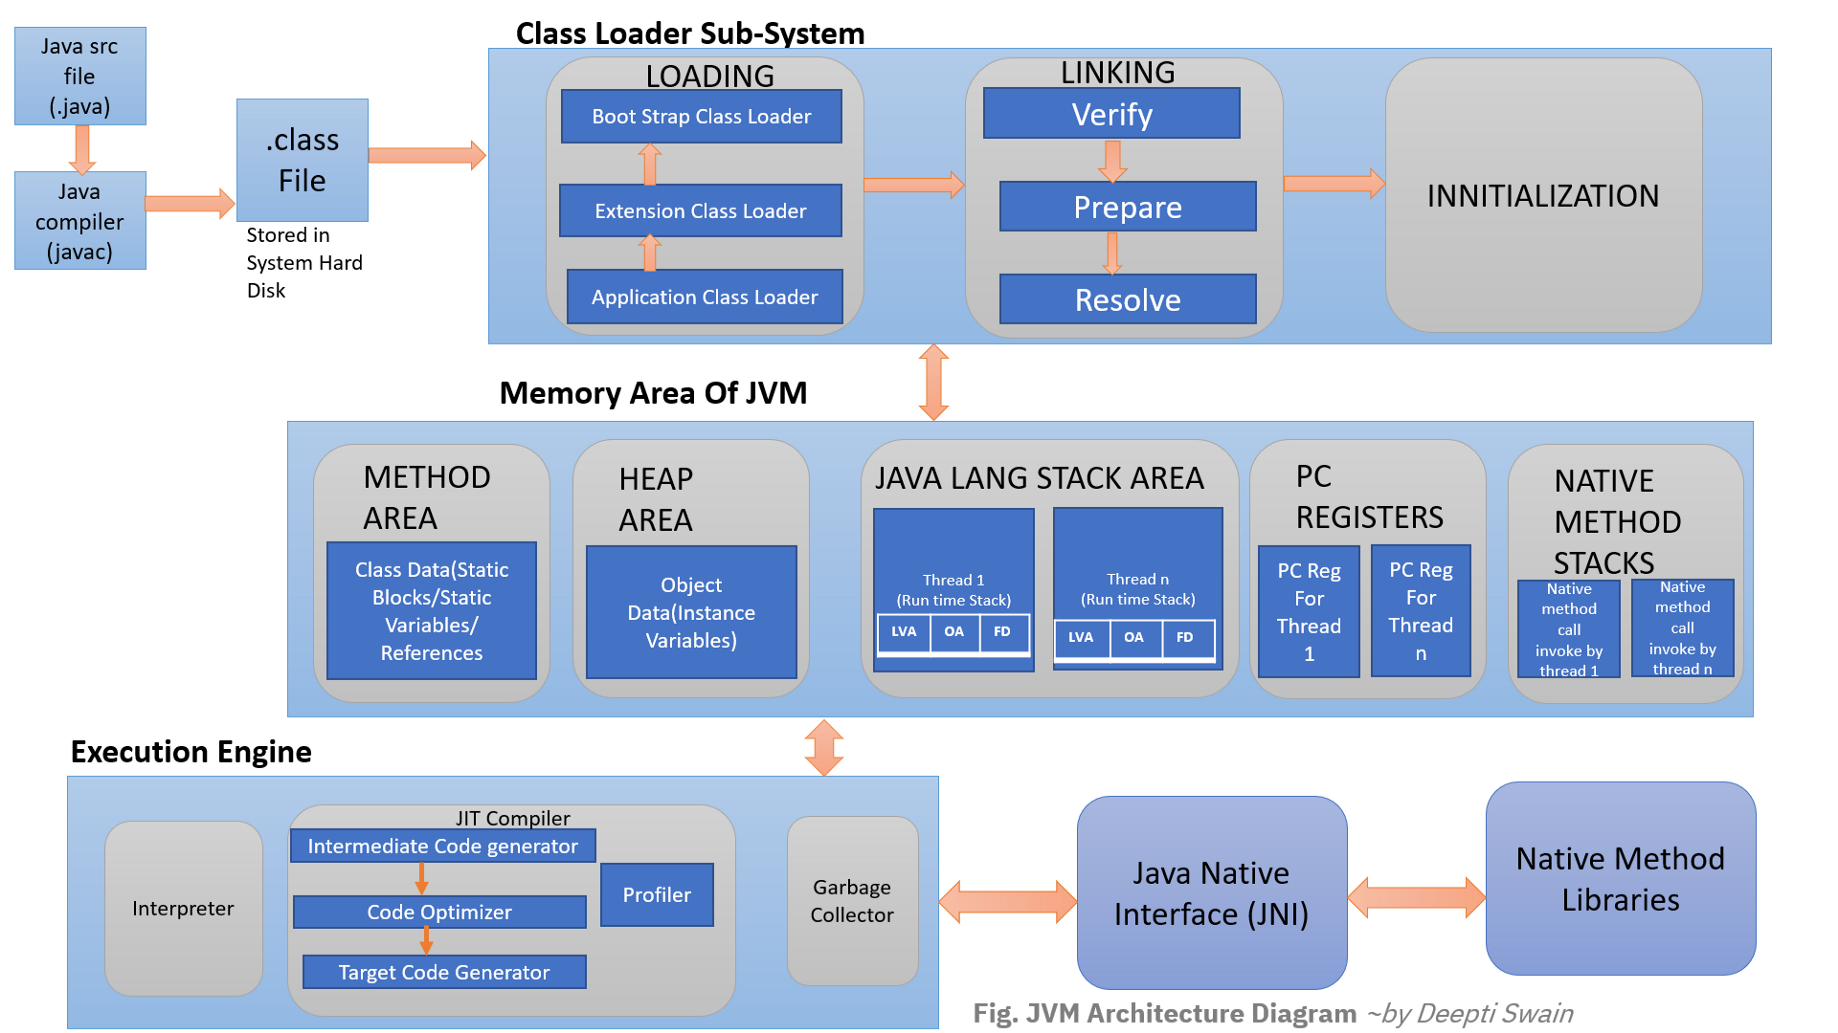 Class Loader Sub-System
Java src
file
(.java)
Java
compiler
(javac)
.class
File
Stored in
System Hard
Disk
LOADING
Boot Strap Class Loader
Extension Class Loader
Application Class Loader
LINKING
Verify
Prepare
Resolve
INNITIALIZATION
Memory Area Of JVM
METHOD
AREA
Class Data(Static
Blocks/Static
Variables/
References
HEAP
AREA
Object
Data(Instance
Variables)
JAVA LANG STACK AREA
Thread 1
(Run time Stack)
LVA OA FD
Thread n
(Run time Stack)
LVA OA FD
PC
REGISTERS
PC Reg
For
Thread
1
PC Reg
For
Thread
n
NATIVE
METHOD
STACKS
Native
method
call
invoke by
thread 1
Native
method
call
invoke by
thread n
Execution Engine
Interpreter
JIT Compiler
Intermediate Code generator
Code Optimizer
Target Code Generator
Profiler
Garbage
Collector
Java Native
Interface (JNI)
Native Method
Libraries
Fig. JVM Architecture Diagram ~by Deepti Swain